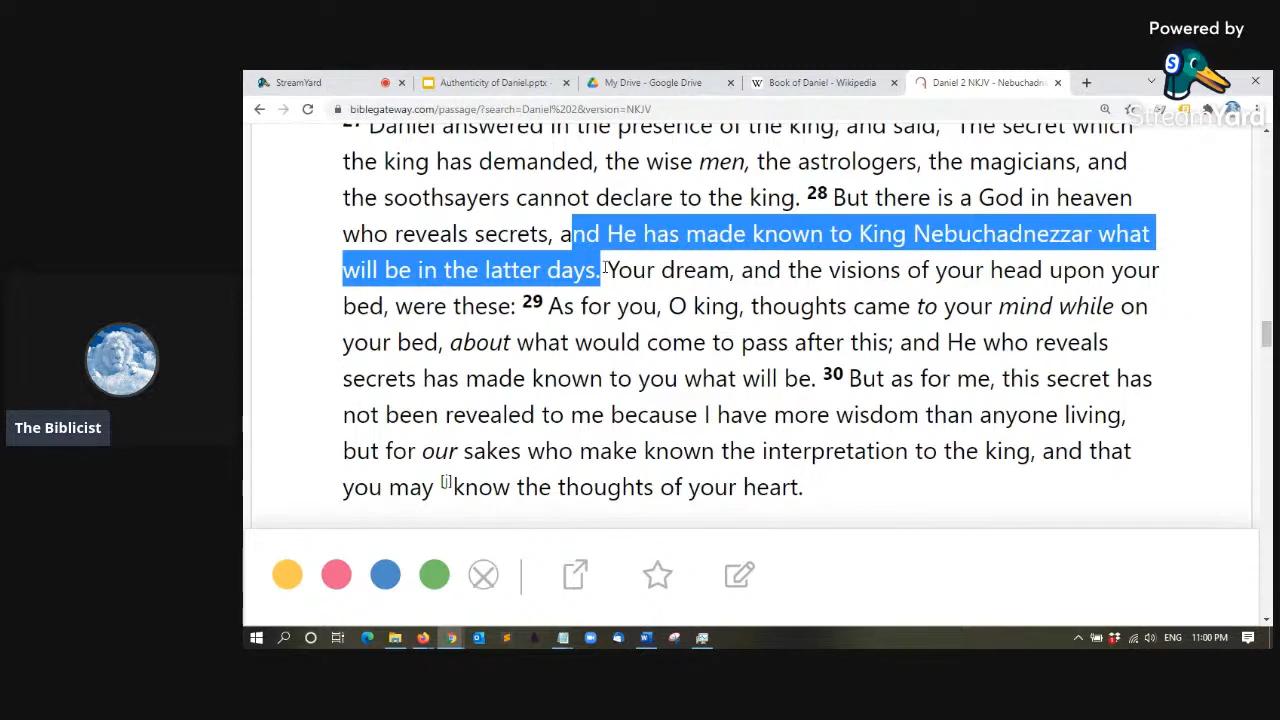 Powered by
StreamYard
StreamYard
Authenticity of Daniel.pptx -
My Drive - Google Drive
Book of Daniel - Wikipedia
Daniel 2 NKJV - Nebuchadn
biblegateway.com/passage/?search=Daniel%202&version=NKJV
27 Daniel answered in the presence of the king, and said, "The secret which
the king has demanded, the wise men, the astrologers, the magicians, and
the soothsayers cannot declare to the king. 28 But there is a God in heaven
who reveals secrets, and He has made known to King Nebuchadnezzar what
will be in the latter days. Your dream, and the visions of your head upon your
bed, were these: 29 As for you, O king, thoughts came to your mind while on
your bed, about what would come to pass after this; and He who reveals
secrets has made known to you what will be. 30 But as for me, this secret has
not been revealed to me because I have more wisdom than anyone living,
but for our sakes who make known the interpretation to the king, and that
you may [j]know the thoughts of your heart.
The Biblicist
ENG
11:00 PM